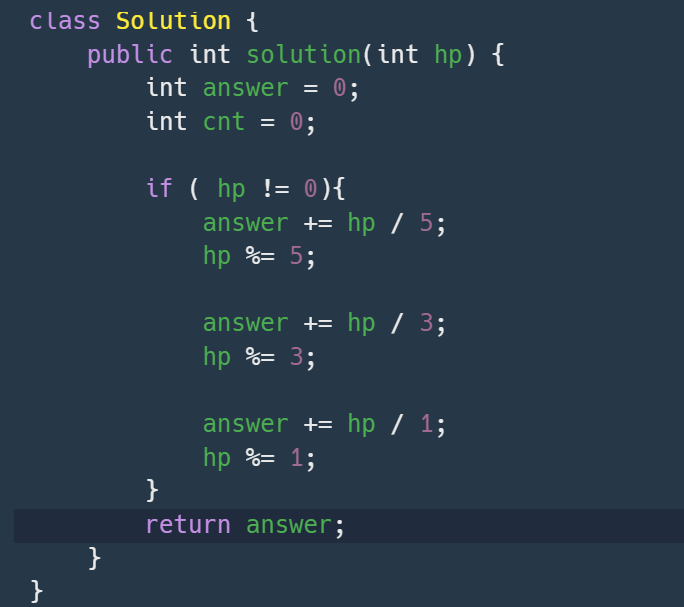 class Solution {
    public int solution(int hp) {
        int answer = 0;
        int cnt = 0;

        if ( hp != 0){
            answer += hp / 5;
            hp %= 5;

            answer += hp / 3;
            hp %= 3;

            answer += hp / 1;
            hp %= 1;
        }
        return answer;
    }
}